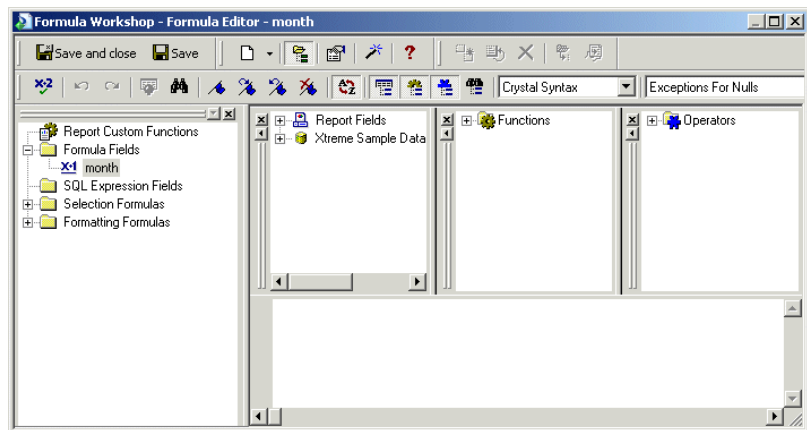 Formula Workshop - Formula Editor - month
Save and close Save
Crystal Syntax Exceptions For Nulls
Report Custom Functions
Formula Fields
month
SQL Expression Fields
Selection Formulas
Formatting Formulas
Report Fields
Xtreme Sample Data
Functions
Operators